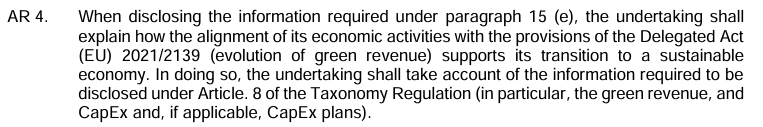 AR 4. When disclosing the information required under paragraph 15 (e), the undertaking shall
explain how the alignment of its economic activities with the provisions of the Delegated Act
(EU) 2021/2139 (evolution of green revenue) supports its transition to a sustainable
economy. In doing so, the undertaking shall take account of the information required to be
disclosed under Article. 8 of the Taxonomy Regulation (in particular, the green revenue, and
CapEx and, if applicable, CapEx plans).